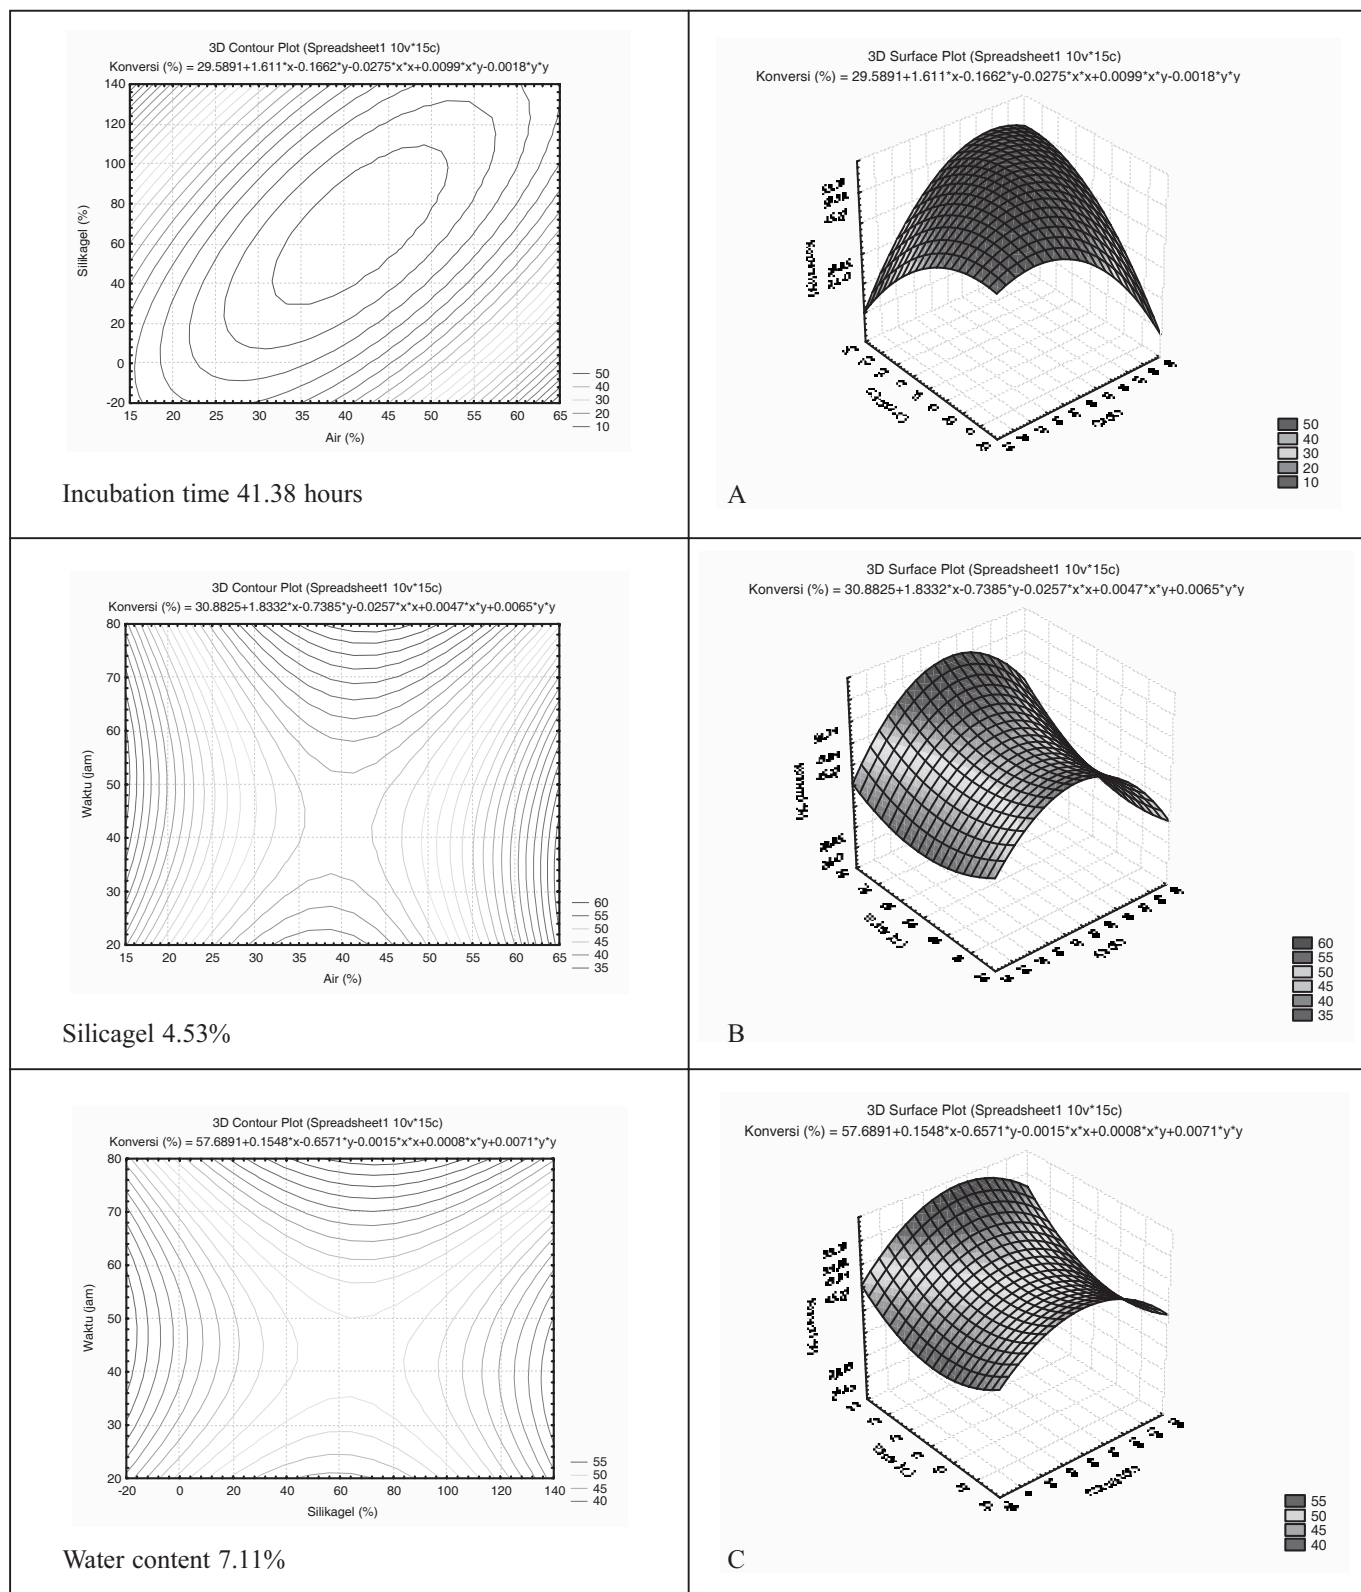 3D Contour Plot (Spreadsheet1 10v*15c)
Konversi (%) = 29.5891+1.611*x-0.1662*y-0.0275*x*x+0.0099*x*y-0.0018*y*y
140
120
100
80
60
40
20
0
-20
Silikagel (%)
15 20 25 30 35 40 45 50 55 60 65
Air (%)
50
40
30
20
10
Incubation time 41.38 hours
3D Surface Plot (Spreadsheet1 10v*15c)
Konversi (%) = 29.5891+1.611*x-0.1662*y-0.0275*x*x+0.0099*x*y-0.0018*y*y
50
40
30
20
10
A
3D Contour Plot (Spreadsheet1 10v*15c)
Konversi (%) = 30.8825+1.8332*x-0.7385*y-0.0257*x*x+0.0047*x*y+0.0065*y*y
80
70
60
50
40
30
20
Waktu (jam)
15 20 25 30 35 40 45 50 55 60 65
Air (%)
60
55
50
45
40
35
Silicagel 4.53%
3D Surface Plot (Spreadsheet1 10v*15c)
Konversi (%) = 30.8825+1.8332*x-0.7385*y-0.0257*x*x+0.0047*x*y+0.0065*y*y
60
55
50
45
40
35
B
3D Contour Plot (Spreadsheet1 10v*15c)
Konversi (%) = 57.6891+0.1548*x-0.6571*y-0.0015*x*x+0.0008*x*y+0.0071*y*y
80
70
60
50
40
30
20
Waktu (jam)
-20 0 20 40 60 80 100 120 140
Silikagel (%)
55
50
45
40
Water content 7.11%
3D Surface Plot (Spreadsheet1 10v*15c)
Konversi (%) = 57.6891+0.1548*x-0.6571*y-0.0015*x*x+0.0008*x*y+0.0071*y*y
55
50
45
40
C